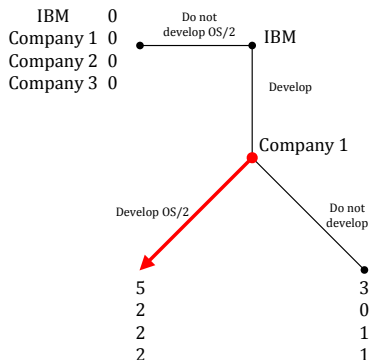 IBM 0
Company 1 0
Company 2 0
Company 3 0
Do not
develop OS/2
IBM
Develop
Company 1
Develop OS/2
Do not
develop
5
2
2
2
3
0
1
1